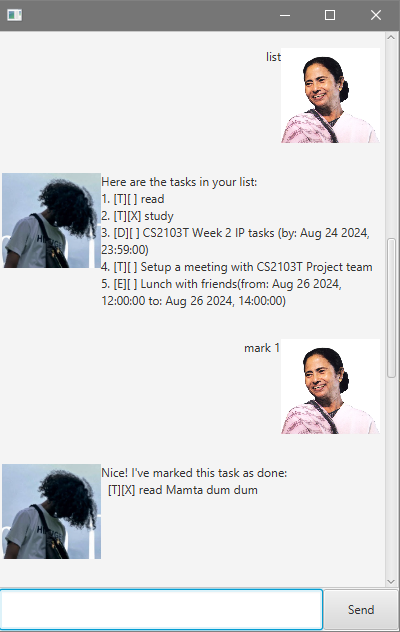 list
Here are the tasks in your list:
1. [T][ ] read
2. [T][X] study
3. [D][ ] CS2103T Week 2 IP tasks (by: Aug 24 2024,
23:59:00)
4. [T][ ] Setup a meeting with CS2103T Project team
5. [E][ ] Lunch with friends(from: Aug 26 2024,
12:00:00 to: Aug 26 2024, 14:00:00)
mark 1
Nice! I've marked this task as done:
[T][X] read Mamta dum dum
Send